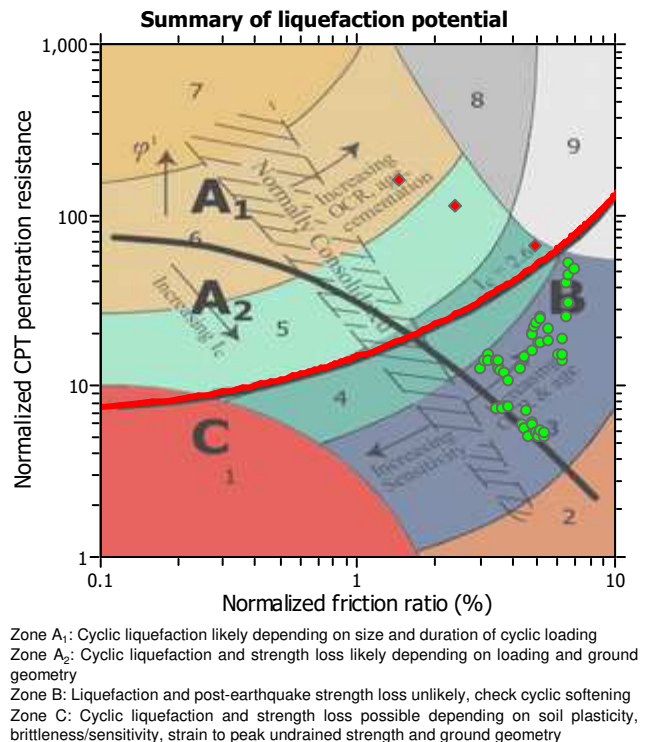 Summary of liquefaction potential
1,000
7
8
9
φ'
Increasing
OCR, age,
cementation
Normally Consolidated
A1
100
6
Ic = 2.6
A2
B
Increasing Ic
5
10
4
C
Increasing
Sensitivity
3
1
2
1
0.1
1
10
Normalized CPT penetration resistance
Normalized friction ratio (%)
Zone A1: Cyclic liquefaction likely depending on size and duration of cyclic loading
Zone A2: Cyclic liquefaction and strength loss likely depending on loading and ground
geometry
Zone B: Liquefaction and post-earthquake strength loss unlikely, check cyclic softening
Zone C: Cyclic liquefaction and strength loss possible depending on soil plasticity,
brittleness/sensitivity, strain to peak undrained strength and ground geometry